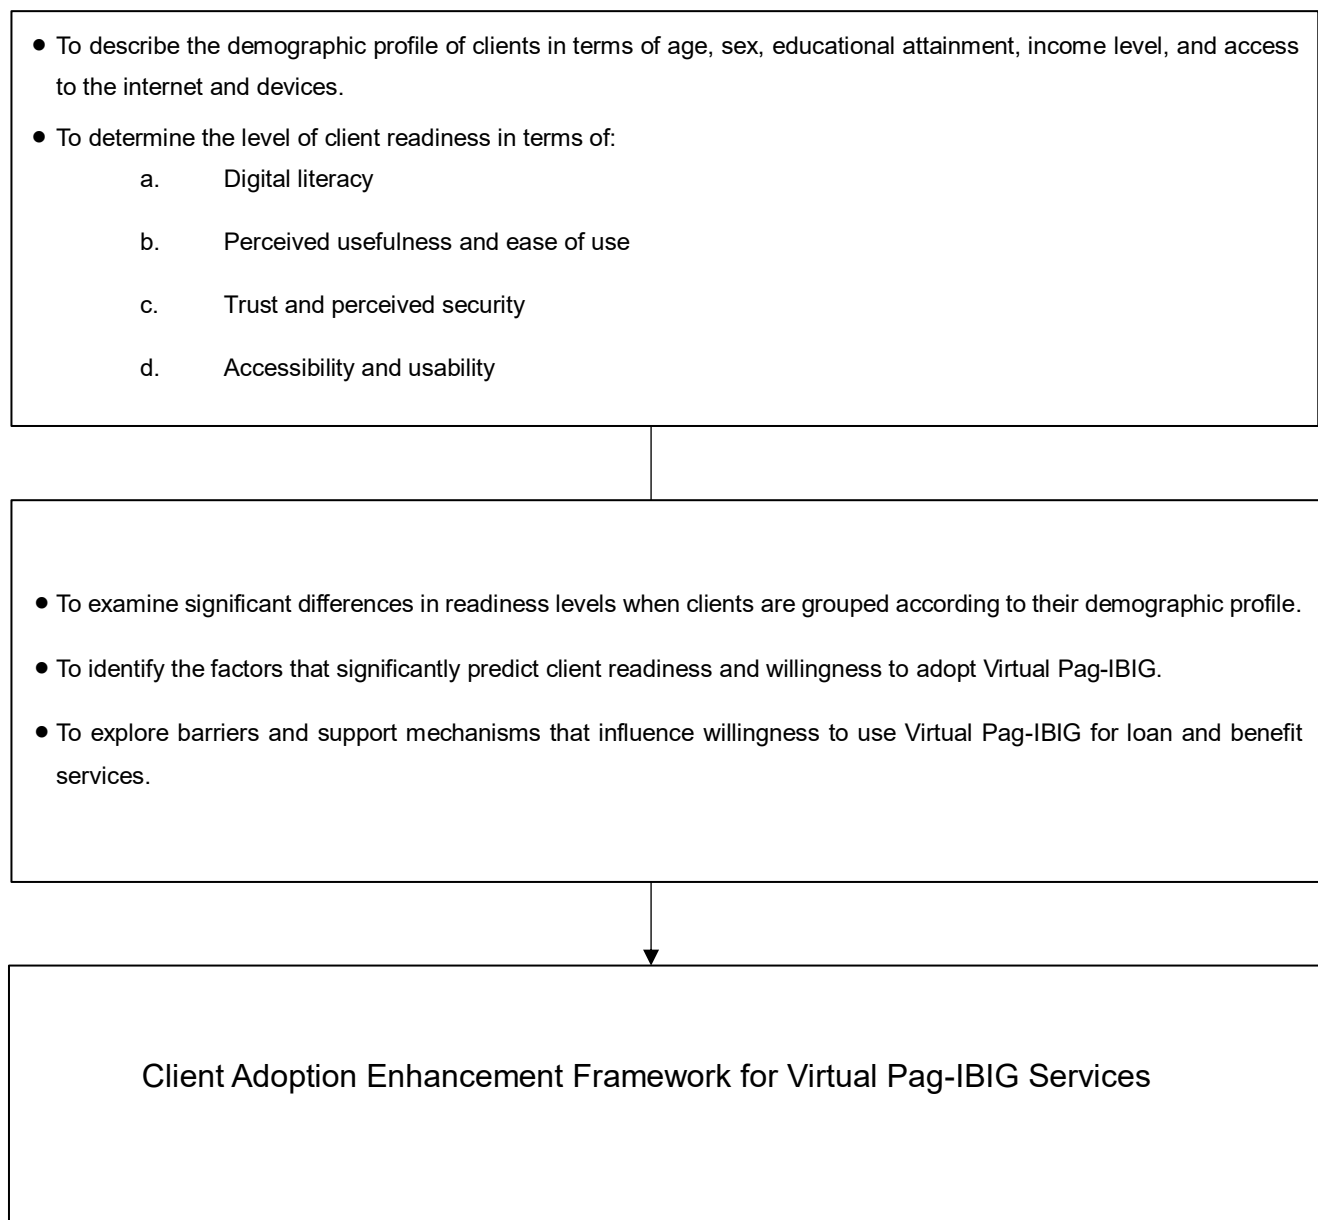 ● To describe the demographic profile of clients in terms of age, sex, educational attainment, income level, and access
to the internet and devices.
● To determine the level of client readiness in terms of:
a. Digital literacy
b. Perceived usefulness and ease of use
c. Trust and perceived security
d. Accessibility and usability
● To examine significant differences in readiness levels when clients are grouped according to their demographic profile.
● To identify the factors that significantly predict client readiness and willingness to adopt Virtual Pag-IBIG.
● To explore barriers and support mechanisms that influence willingness to use Virtual Pag-IBIG for loan and benefit
services.
Client Adoption Enhancement Framework for Virtual Pag-IBIG Services